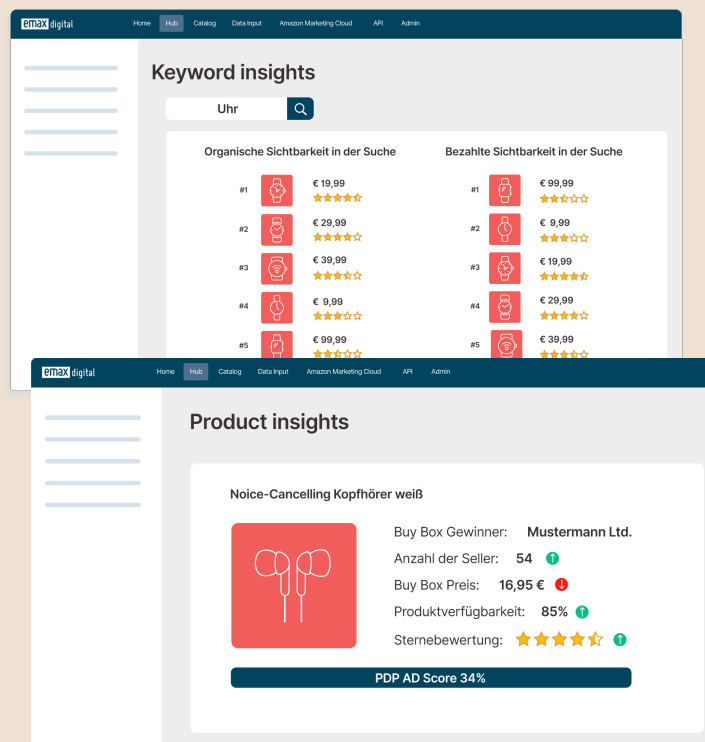 emax digital Home Hub Catalog Data Input Amazon Marketing Cloud API Admin
Keyword insights
Uhr
Organische Sichtbarkeit in der Suche
#1 € 19,99
#2 € 29,99
#3 € 39,99
#4 € 9,99
#5 € 99,99
Bezahlte Sichtbarkeit in der Suche
#1 € 99,99
#2 € 9,99
#3 € 19,99
#4 € 29,99
#5 € 39,99
emax digital Home Hub Catalog Data Input Amazon Marketing Cloud API Admin
Product insights
Noice-Cancelling Kopfhörer weiß
Buy Box Gewinner: Mustermann Ltd.
Anzahl der Seller: 54
Buy Box Preis: 16,95 €
Produktverfügbarkeit: 85%
Sternebewertung:
PDP AD Score 34%